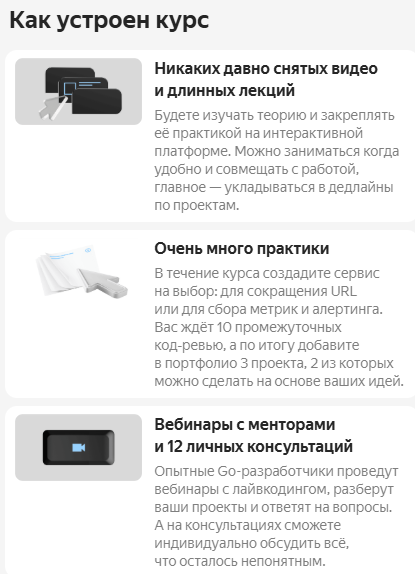 Как устроен курс
Никаких давно снятых видео
и длинных лекций
Будете изучать теорию и закреплять
её практикой на интерактивной
платформе. Можно заниматься когда
удобно и совмещать с работой,
главное — укладываться в дедлайны
по проектам.
Очень много практики
В течение курса создадите сервис
на выбор: для сокращения URL
или для сбора метрик и алертинга.
Вас ждёт 10 промежуточных
код-ревью, а по итогу добавите
в портфолио 3 проекта, 2 из которых
можно сделать на основе ваших идей.
Вебинары с менторами
и 12 личных консультаций
Опытные Go-разработчики проведут
вебинары с лайвкодингом, разберут
ваши проекты и ответят на вопросы.
А на консультациях сможете
индивидуально обсудить всё,
что осталось непонятным.